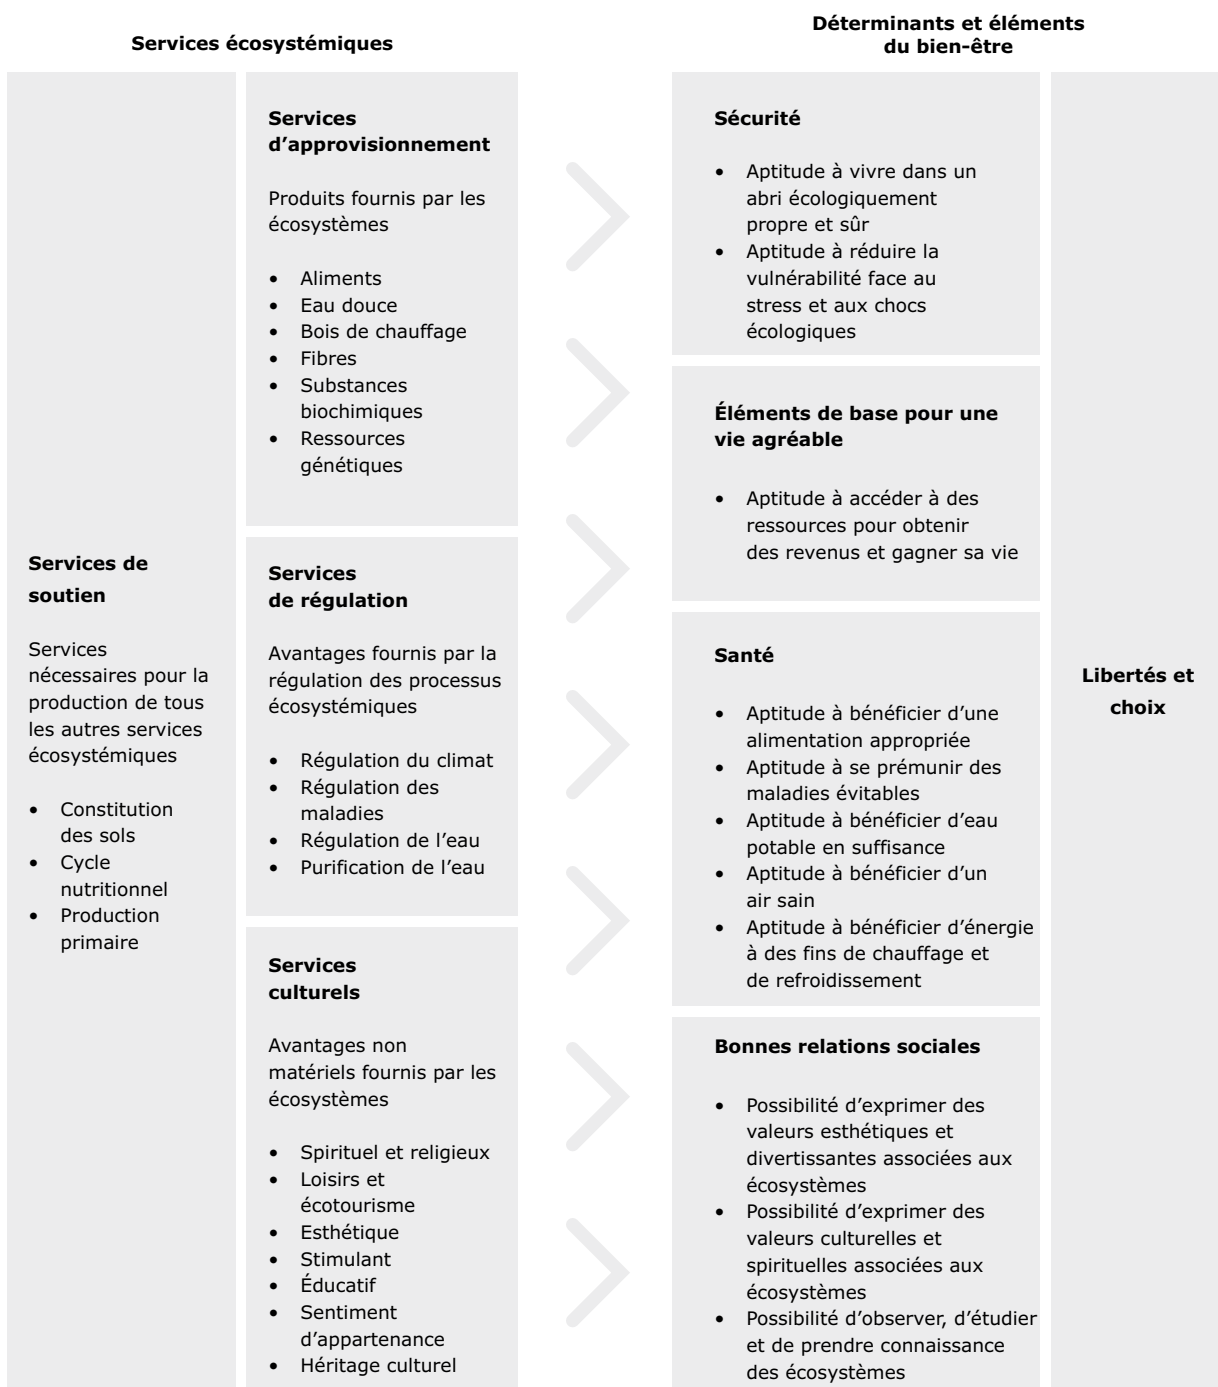 Services écosystémiques
Déterminants et éléments
du bien-être
Services de
soutien
Services
nécessaires pour la
production de tous
les autres services
écosystémiques
• Constitution
des sols
• Cycle
nutritionnel
• Production
primaire
Services
d’approvisionnement
Produits fournis par les
écosystèmes
• Aliments
• Eau douce
• Bois de chauffage
• Fibres
• Substances
biochimiques
• Ressources
génétiques
Services
de régulation
Avantages fournis par la
régulation des processus
écosystémiques
• Régulation du climat
• Régulation des
maladies
• Régulation de l’eau
• Purification de l’eau
Services
culturels
Avantages non
matériels fournis par les
écosystèmes
• Spirituel et religieux
• Loisirs et
écotourisme
• Esthétique
• Stimulant
• Éducatif
• Sentiment
d’appartenance
• Héritage culturel
Sécurité
• Aptitude à vivre dans un
abri écologiquement
propre et sûr
• Aptitude à réduire la
vulnérabilité face au
stress et aux chocs
écologiques
Éléments de base pour une
vie agréable
• Aptitude à accéder à des
ressources pour obtenir
des revenus et gagner sa vie
Santé
• Aptitude à bénéficier d’une
alimentation appropriée
• Aptitude à se prémunir des
maladies évitables
• Aptitude à bénéficier d’eau
potable en suffisance
• Aptitude à bénéficier d’un
air sain
• Aptitude à bénéficier d’énergie
à des fins de chauffage et
de refroidissement
Bonnes relations sociales
• Possibilité d’exprimer des
valeurs esthétiques et
divertissantes associées aux
écosystèmes
• Possibilité d’exprimer des
valeurs culturelles et
spirituelles associées aux
écosystèmes
• Possibilité d’observer, d’étudier
et de prendre connaissance
des écosystèmes
Libertés et
choix